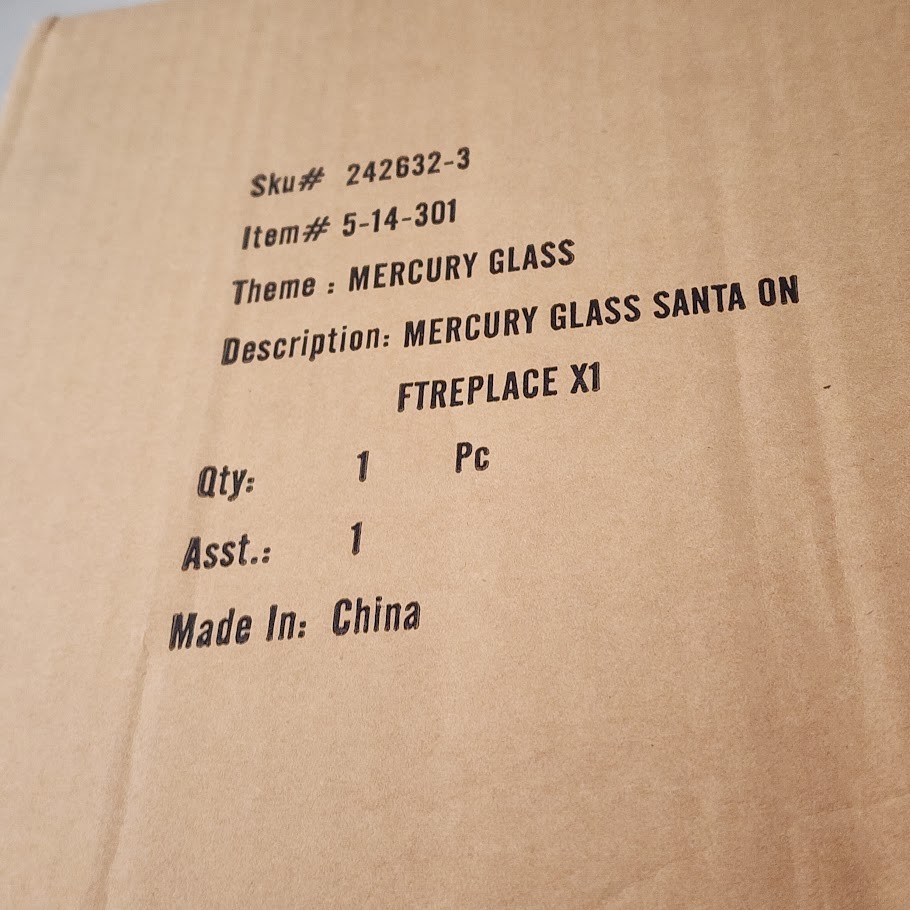 Sku# 242632-3
Item# 5-14-301
Theme : MERCURY GLASS
Description: MERCURY GLASS SANTA ON
FTREPLACE X1
Qty: 1 Pc
Asst.: 1
Made In: China